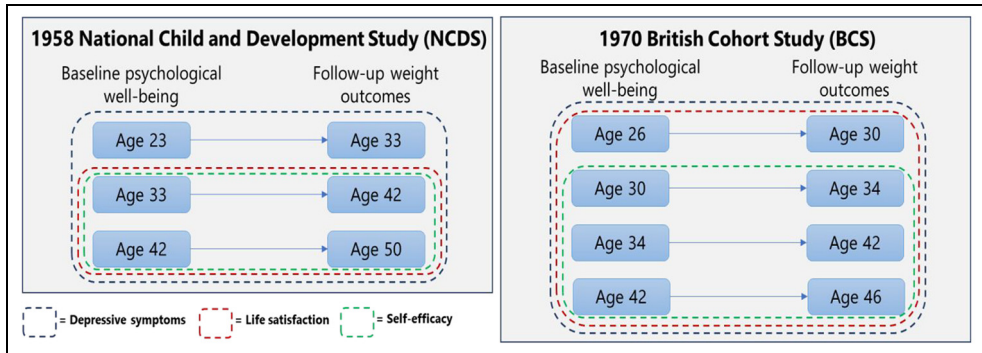 1958 National Child and Development Study (NCDS)
Baseline psychological
well-being
Follow-up weight
outcomes
Age 23
Age 33
Age 33
Age 42
Age 42
Age 50
= Depressive symptoms
= Life satisfaction
= Self-efficacy
1970 British Cohort Study (BCS)
Baseline psychological
well-being
Follow-up weight
outcomes
Age 26
Age 30
Age 30
Age 34
Age 34
Age 42
Age 42
Age 46